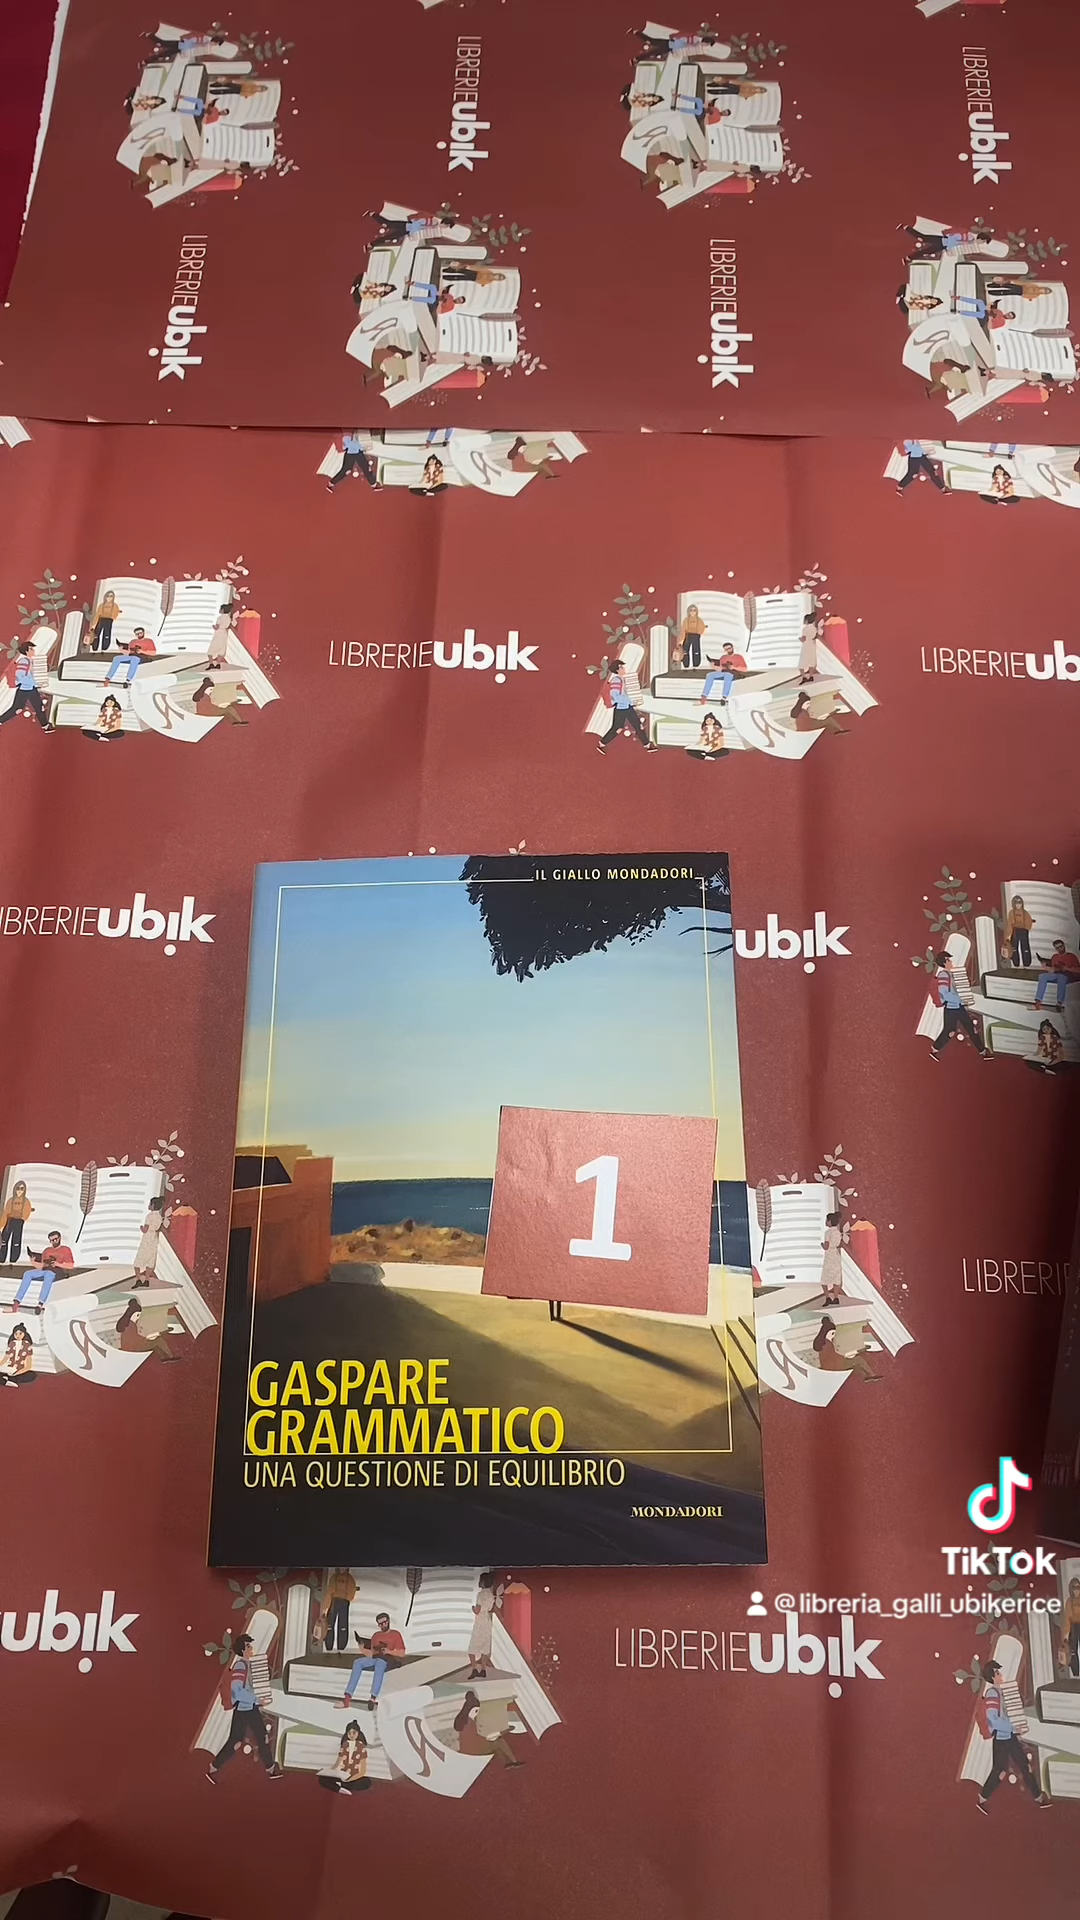 LIBRERIEubik
LIBRERIEubik
LIBRERIEubik
LIBRERIEubik
LIBRERIEubik
LIBRERIEub
IBRERIEubik
ubik
IL GIALLO MONDADORI
1
LIBRERI
GASPARE
GRAMMATICO
UNA QUESTIONE DI EQUILIBRIO
MONDADORI
TikTok
@libreria_galli_ubikerice
ubik
LIBRERIEubik